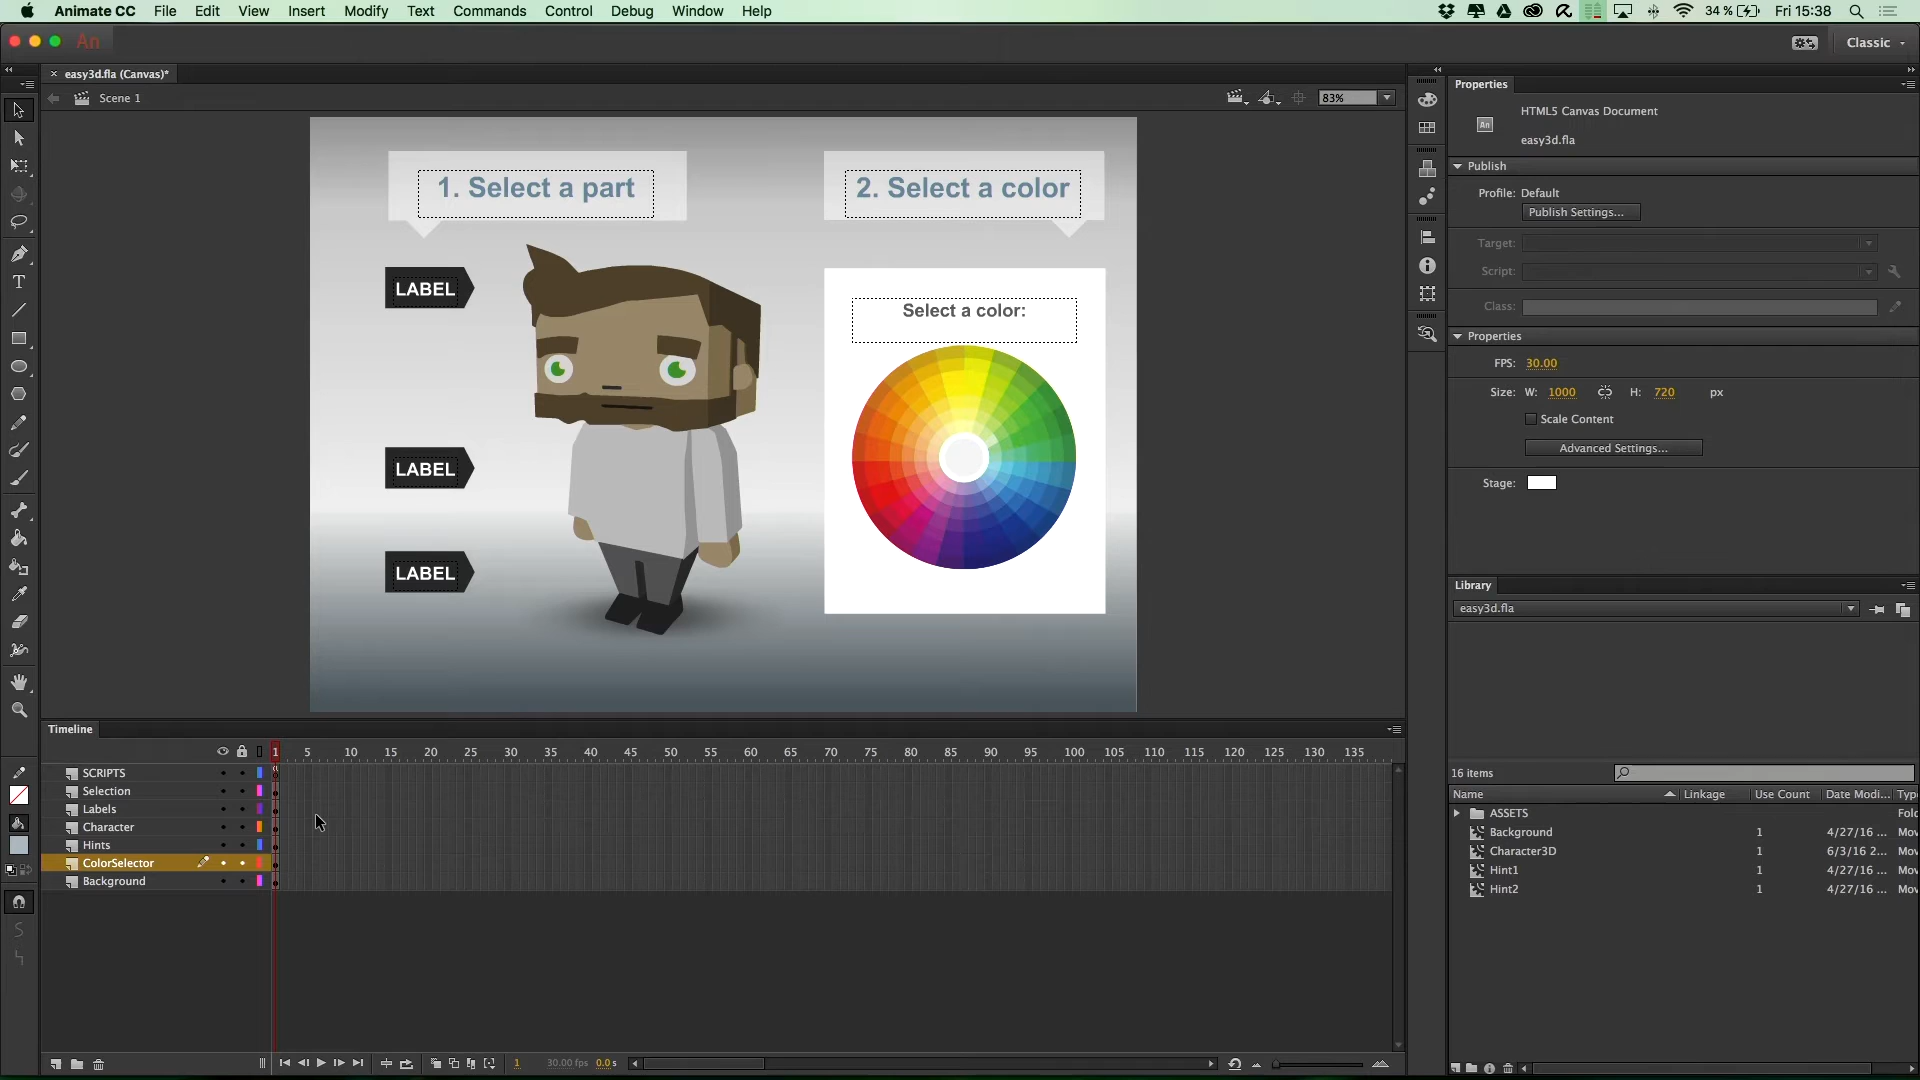 Animate CC File Edit View Insert Modify Text Commands Control Debug Window Help 34 % Fri 15:38
An Classic
easy3d.fla (Canvas)* Properties
Scene 1 83%
HTML5 Canvas Document
An
easy3d.fla
Publish
Profile: Default
Publish Settings...
Target:
Script:
Class:
Properties
FPS: 30.00
Size: W: 1000 H: 720 px
Scale Content
Advanced Settings...
Stage:
1. Select a part 2. Select a color
LABEL
Select a color:
LABEL
LABEL
Library
easy3d.fla
16 items
Name Linkage Use Count Date Modi... Typ
ASSETS Fol
Background 1 4/27/16 ... Mov
Character3D 1 6/3/16 2... Mov
Hint1 1 4/27/16 ... Mov
Hint2 1 4/27/16 ... Mov
Timeline
1 5 10 15 20 25 30 35 40 45 50 55 60 65 70 75 80 85 90 95 100 105 110 115 120 125 130 135
SCRIPTS
Selection
Labels
Character
Hints
ColorSelector
Background
1 30.00 fps 0.0 s